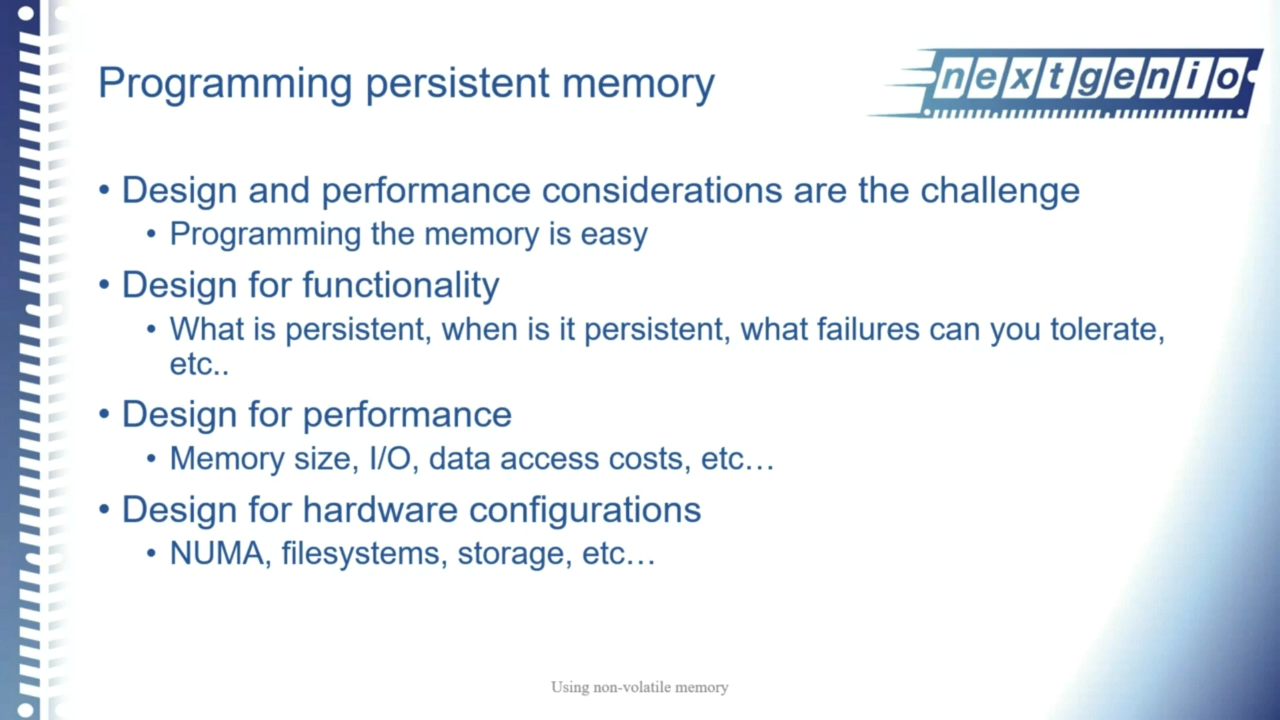 Programming persistent memory
nextgenio
• Design and performance considerations are the challenge
• Programming the memory is easy
• Design for functionality
• What is persistent, when is it persistent, what failures can you tolerate,
etc..
• Design for performance
• Memory size, I/O, data access costs, etc…
• Design for hardware configurations
• NUMA, filesystems, storage, etc…
Using non-volatile memory